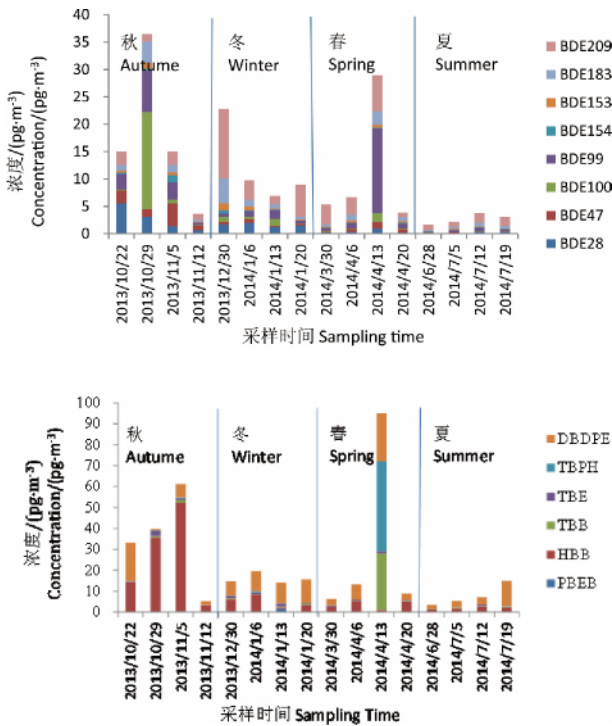 浓度/(pg·m⁻³)
Concentration/(pg·m⁻³)
40
35
30
25
20
15
10
5
0
秋
Autume
冬
Winter
春
Spring
夏
Summer
BDE209
BDE183
BDE153
BDE154
BDE99
BDE100
BDE47
BDE28
2013/10/22
2013/10/29
2013/11/5
2013/11/12
2013/12/30
2014/1/6
2014/1/13
2014/1/20
2014/3/30
2014/4/6
2014/4/13
2014/4/20
2014/6/28
2014/7/5
2014/7/12
2014/7/19
采样时间 Sampling time
浓度/(pg·m⁻³)
Concentration/(pg·m⁻³)
100
90
80
70
60
50
40
30
20
10
0
秋
Autume
冬
Winter
春
Spring
夏
Summer
DBDPE
TBPH
TBE
TBB
HBB
PBEB
2013/10/22
2013/10/29
2013/11/5
2013/11/12
2013/12/30
2014/1/6
2014/1/13
2014/1/20
2014/3/30
2014/4/6
2014/4/13
2014/4/20
2014/6/28
2014/7/5
2014/7/12
2014/7/19
采样时间 Sampling Time